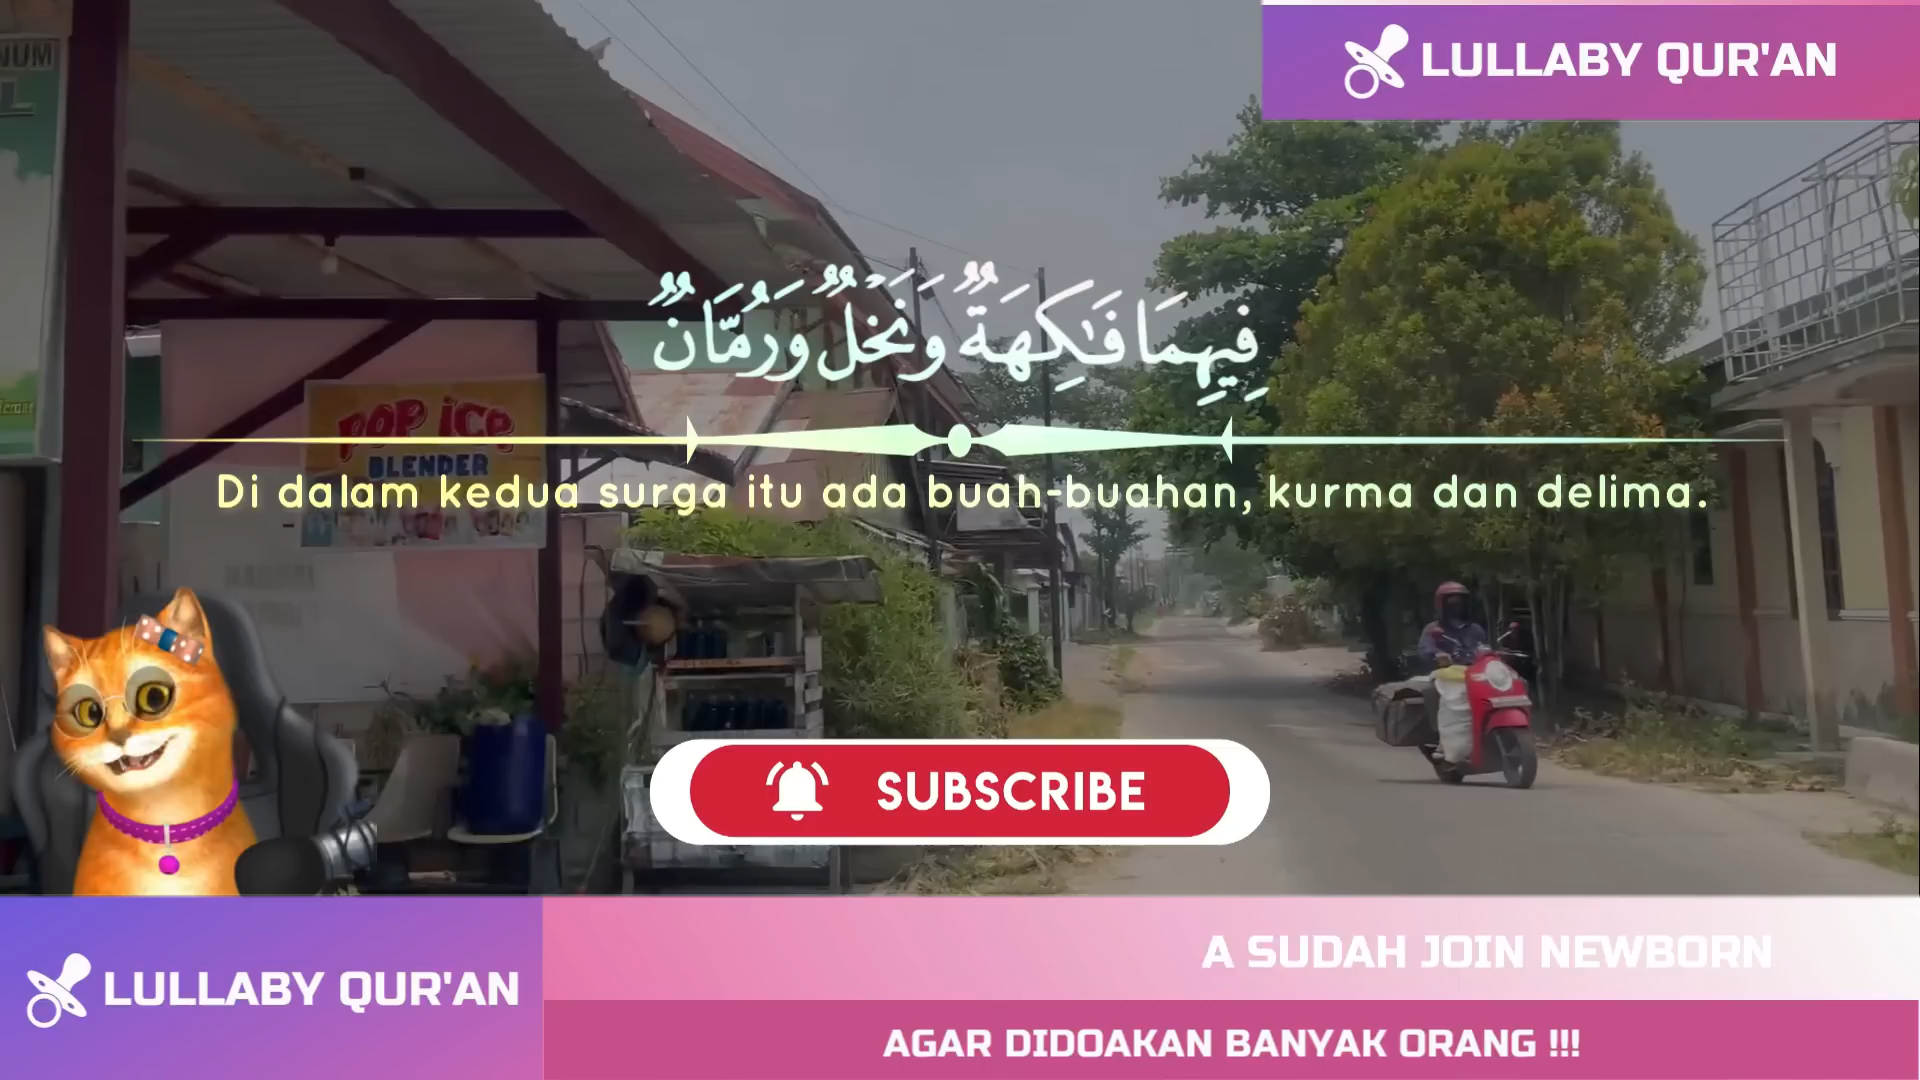 NUM
LULLABY QUR'AN
فِيهِمَا فَٰكِهَةٌ وَنَخْلٌ وَرُمَّانٌ
POP ICE
BLENDER
Di dalam kedua surga itu ada buah-buahan, kurma dan delima.
SUBSCRIBE
A SUDAH JOIN NEWBORN
LULLABY QUR'AN
AGAR DIDOAKAN BANYAK ORANG !!!